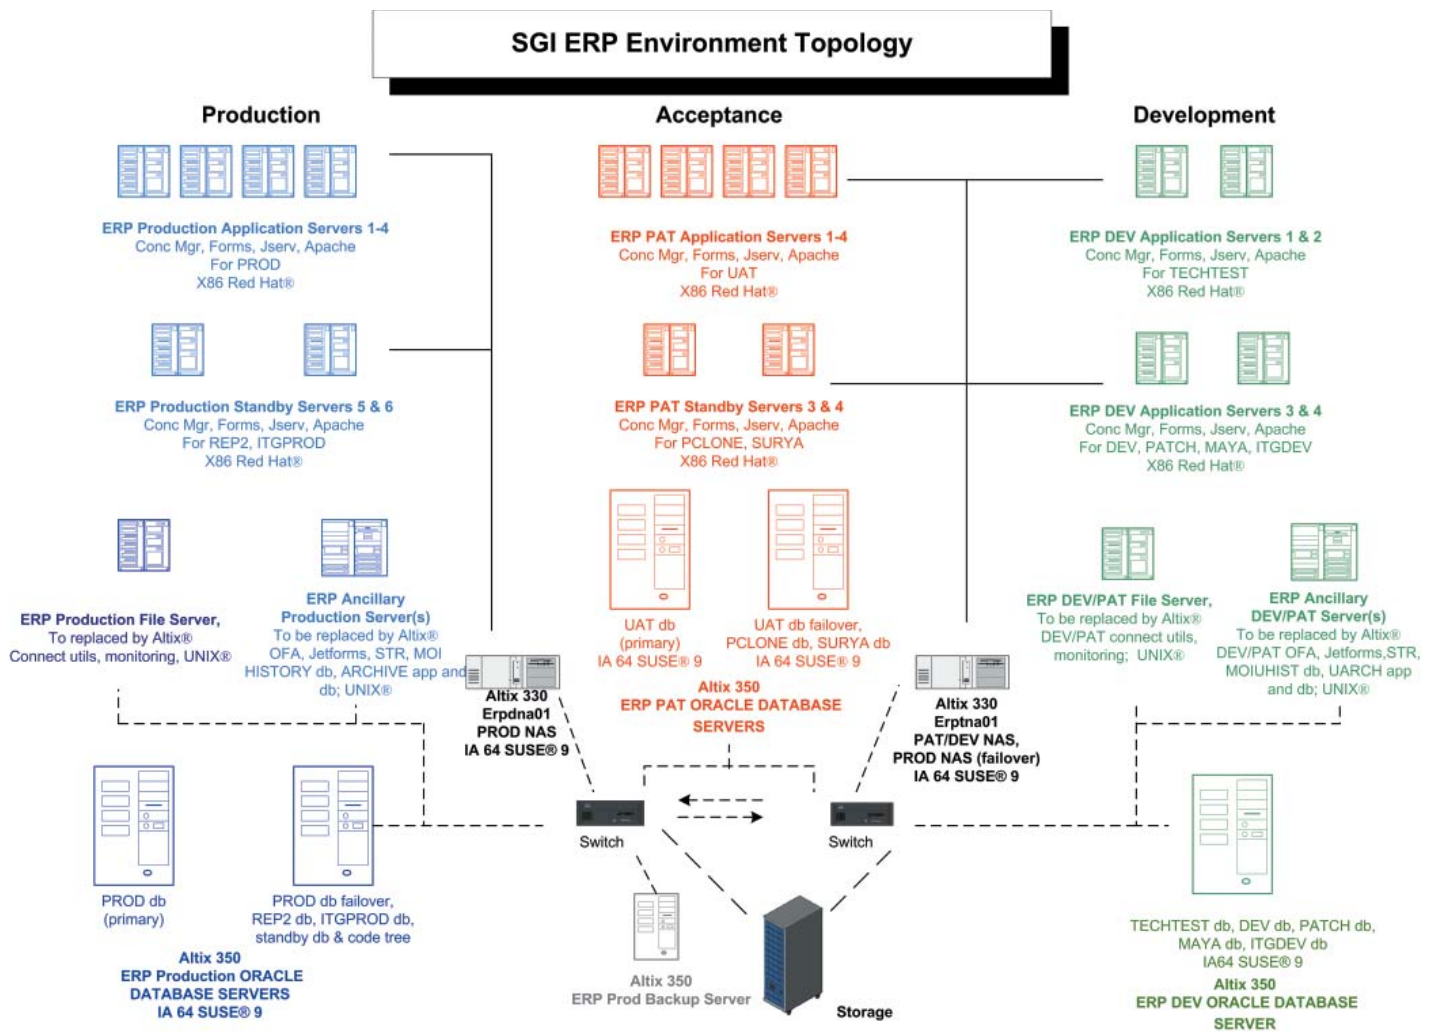 SGI ERP Environment Topology
Production
Acceptance
Development
ERP Production Application Servers 1-4
Conc Mgr, Forms, Jserv, Apache
For PROD
X86 Red Hat®
ERP PAT Application Servers 1-4
Conc Mgr, Forms, Jserv, Apache
For UAT
X86 Red Hat®
ERP DEV Application Servers 1 & 2
Conc Mgr, Forms, Jserv, Apache
For TECHTEST
X86 Red Hat®
ERP Production Standby Servers 5 & 6
Conc Mgr, Forms, Jserv, Apache
For REP2, ITGPROD
X86 Red Hat®
ERP PAT Standby Servers 3 & 4
Conc Mgr, Forms, Jserv, Apache
For PCLONE, SURYA
X86 Red Hat®
ERP DEV Application Servers 3 & 4
Conc Mgr, Forms, Jserv, Apache
For DEV, PATCH, MAYA, ITGDEV
X86 Red Hat®
ERP Production File Server,
To replaced by Altix®
Connect utils, monitoring, UNIX®
ERP Ancillary
Production Server(s)
To be replaced by Altix®
OFA, Jetforms, STR, MOI
HISTORY db, ARCHIVE app and
db; UNIX®
UAT db
(primary)
IA 64 SUSE® 9
UAT db failover,
PCLONE db, SURYA db
IA 64 SUSE® 9
Altix 350
ERP PAT ORACLE DATABASE
SERVERS
ERP DEV/PAT File Server,
To be replaced by Altix®
DEV/PAT connect utils,
monitoring; UNIX®
ERP Ancillary
DEV/PAT Server(s)
To be replaced by Altix®
DEV/PAT OFA, Jetforms,STR,
MOIUHIST db, UARCH app
and db; UNIX®
Altix 330
Erpdna01
PROD NAS
IA 64 SUSE® 9
Altix 330
Erptna01
PAT/DEV NAS,
PROD NAS (failover)
IA 64 SUSE® 9
Switch
Switch
PROD db
(primary)
PROD db failover,
REP2 db, ITGPROD db,
standby db & code tree
Altix 350
ERP Production ORACLE
DATABASE SERVERS
IA 64 SUSE® 9
Altix 350
ERP Prod Backup Server
Storage
TECHTEST db, DEV db, PATCH db,
MAYA db, ITGDEV db
IA64 SUSE® 9
Altix 350
ERP DEV ORACLE DATABASE
SERVER